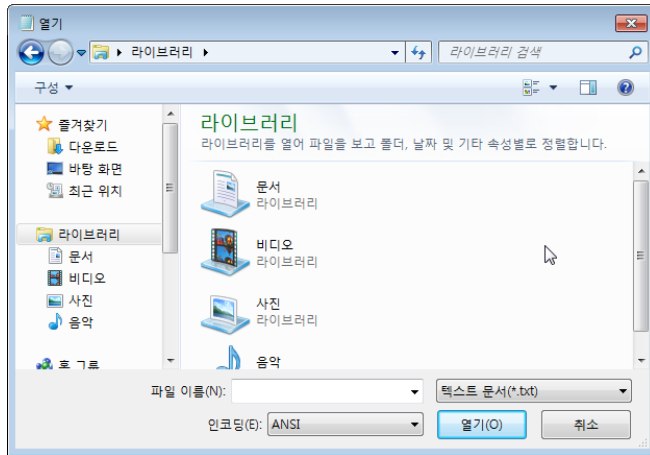 열기
라이브러리
라이브러리 검색
구성
즐겨찾기
다운로드
바탕 화면
최근 위치
라이브러리
문서
비디오
사진
음악
홈 그룹
라이브러리
라이브러리를 열어 파일을 보고 폴더, 날짜 및 기타 속성별로 정렬합니다.
문서
라이브러리
비디오
라이브러리
사진
라이브러리
음악
파일 이름(N):
텍스트 문서(*.txt)
인코딩(E): ANSI
열기(O)
취소